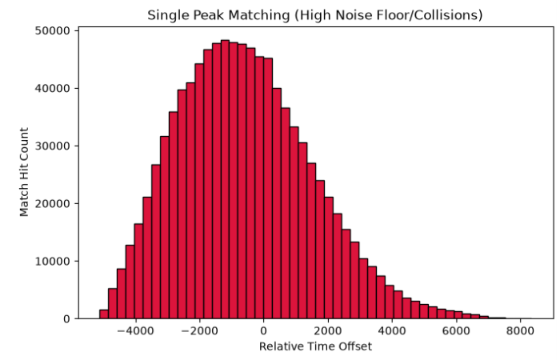 Single Peak Matching (High Noise Floor/Collisions)
Match Hit Count
50000
40000
30000
20000
10000
0
−4000 −2000 0 2000 4000 6000 8000
Relative Time Offset